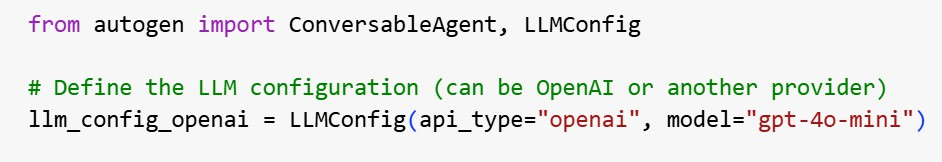 from autogen import ConversableAgent, LLMConfig
# Define the LLM configuration (can be OpenAI or another provider)
llm_config_openai = LLMConfig(api_type="openai", model="gpt-4o-mini")